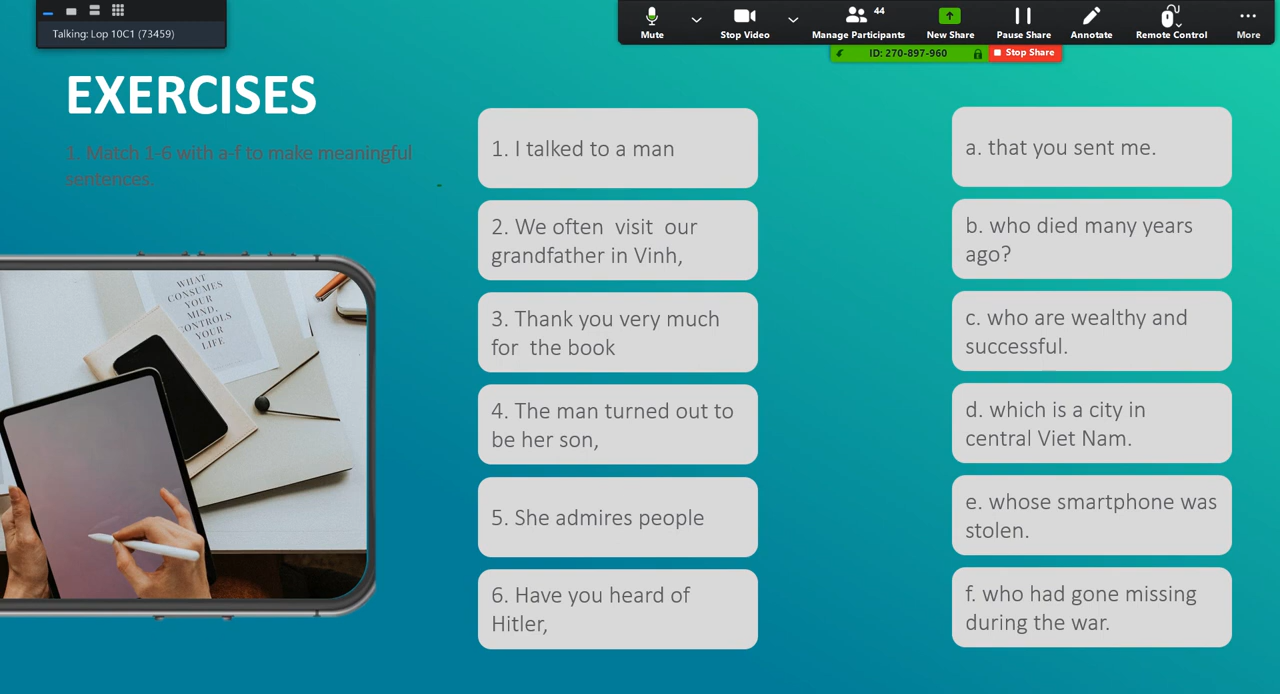 Talking: Lop 10C1 (73459)
Mute
Stop Video
44
Manage Participants
New Share
Pause Share
Annotate
Remote Control
More
ID: 270-897-960
Stop Share
EXERCISES
1. Match 1-6 with a-f to make meaningful
sentences.
WHAT
CONSUMES
YOUR
MIND,
CONTROLS
YOUR
LIFE
1. I talked to a man
2. We often visit our
grandfather in Vinh,
3. Thank you very much
for the book
4. The man turned out to
be her son,
5. She admires people
6. Have you heard of
Hitler,
a. that you sent me.
b. who died many years
ago?
c. who are wealthy and
successful.
d. which is a city in
central Viet Nam.
e. whose smartphone was
stolen.
f. who had gone missing
during the war.